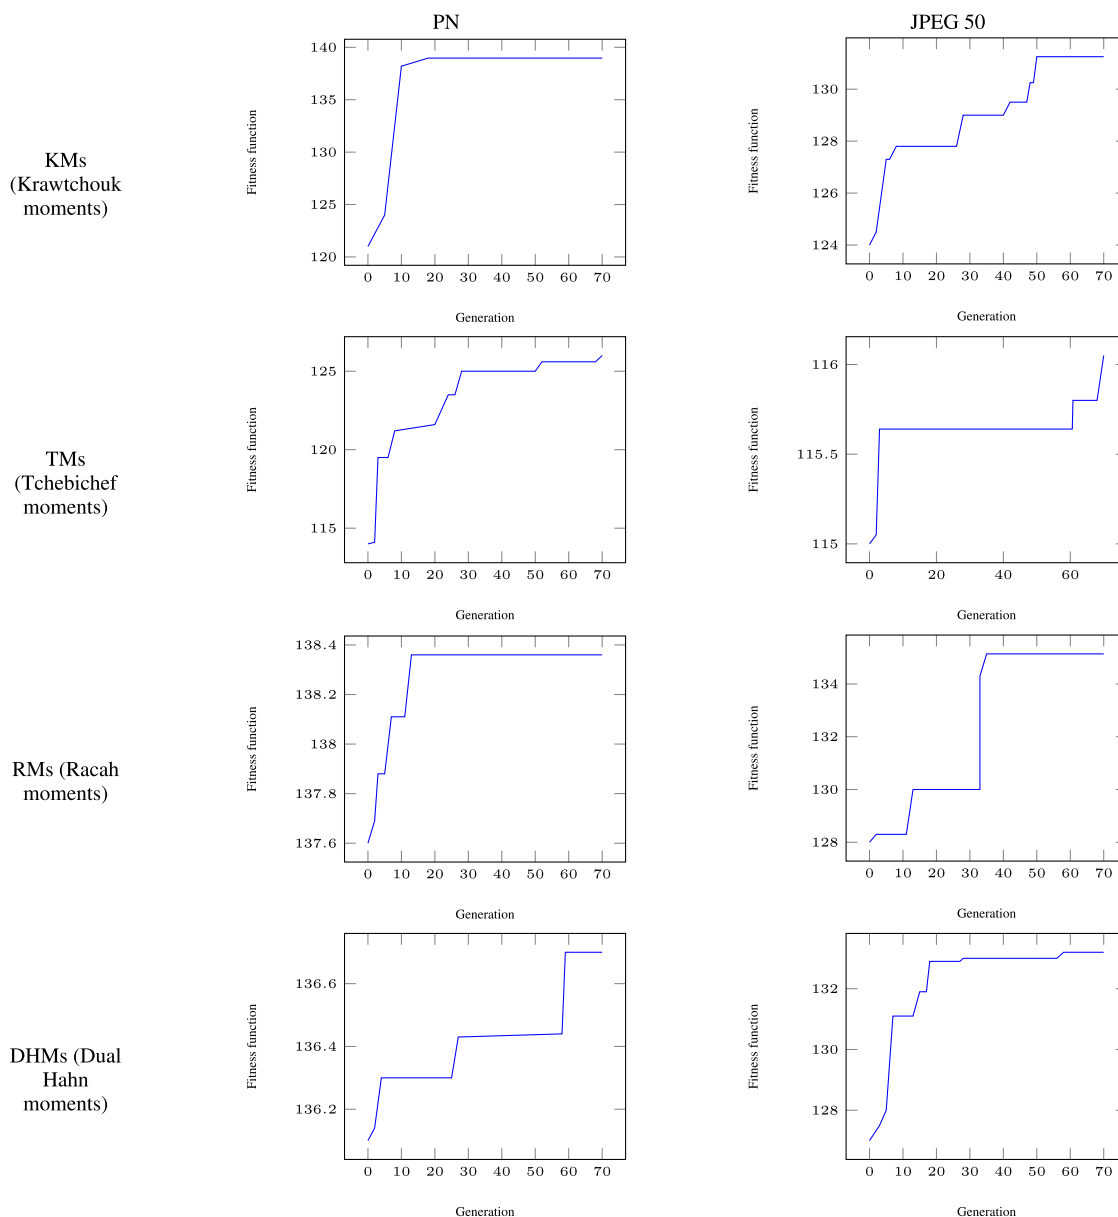 PN
JPEG 50
KMs
(Krawtchouk
moments)
Fitness function
140
135
130
125
120
0 10 20 30 40 50 60 70
Generation
Fitness function
130
128
126
124
0 10 20 30 40 50 60 70
Generation
TMs
(Tchebichef
moments)
Fitness function
125
120
115
0 10 20 30 40 50 60 70
Generation
Fitness function
116
115.5
115
0 20 40 60
Generation
RMs (Racah
moments)
Fitness function
138.4
138.2
138
137.8
137.6
0 10 20 30 40 50 60 70
Generation
Fitness function
134
132
130
128
0 10 20 30 40 50 60 70
Generation
DHMs (Dual
Hahn
moments)
Fitness function
136.6
136.4
136.2
0 10 20 30 40 50 60 70
Generation
Fitness function
132
130
128
0 10 20 30 40 50 60 70
Generation